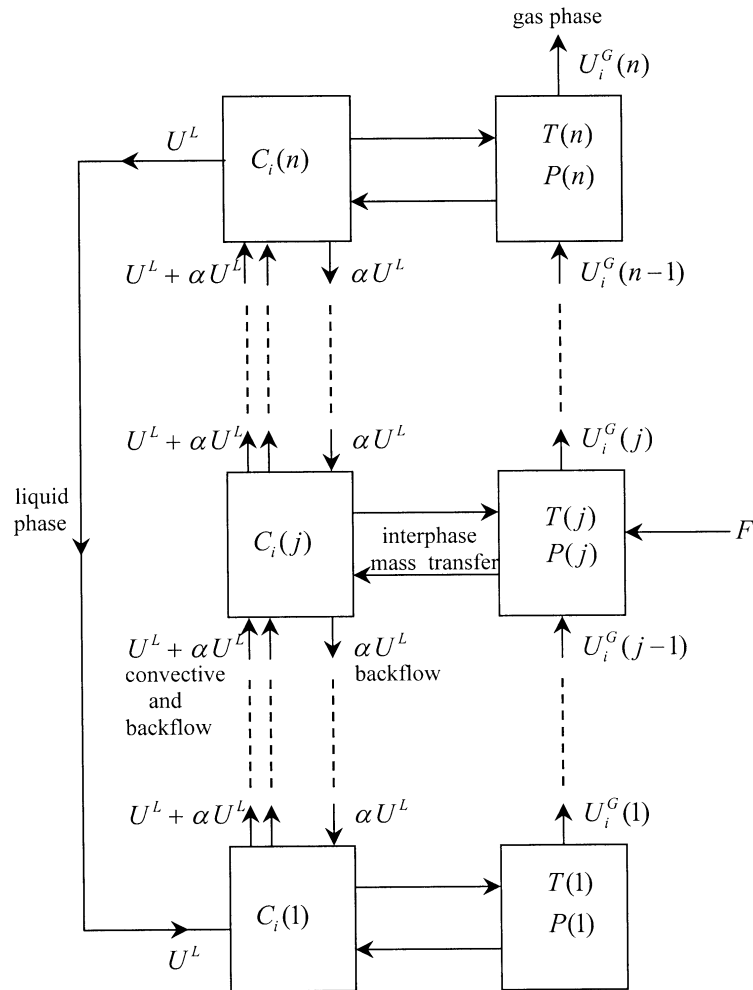 gas phase
U_i^G(n)
U^L
C_i(n)
T(n)
P(n)
U^L + αU^L
αU^L
U_i^G(n−1)
U^L + αU^L
αU^L
U_i^G(j)
liquid
phase
C_i(j)
interphase
mass transfer
T(j)
P(j)
F
U^L + αU^L
convective
and
backflow
αU^L
backflow
U_i^G(j−1)
U^L + αU^L
αU^L
U_i^G(1)
C_i(1)
T(1)
P(1)
U^L